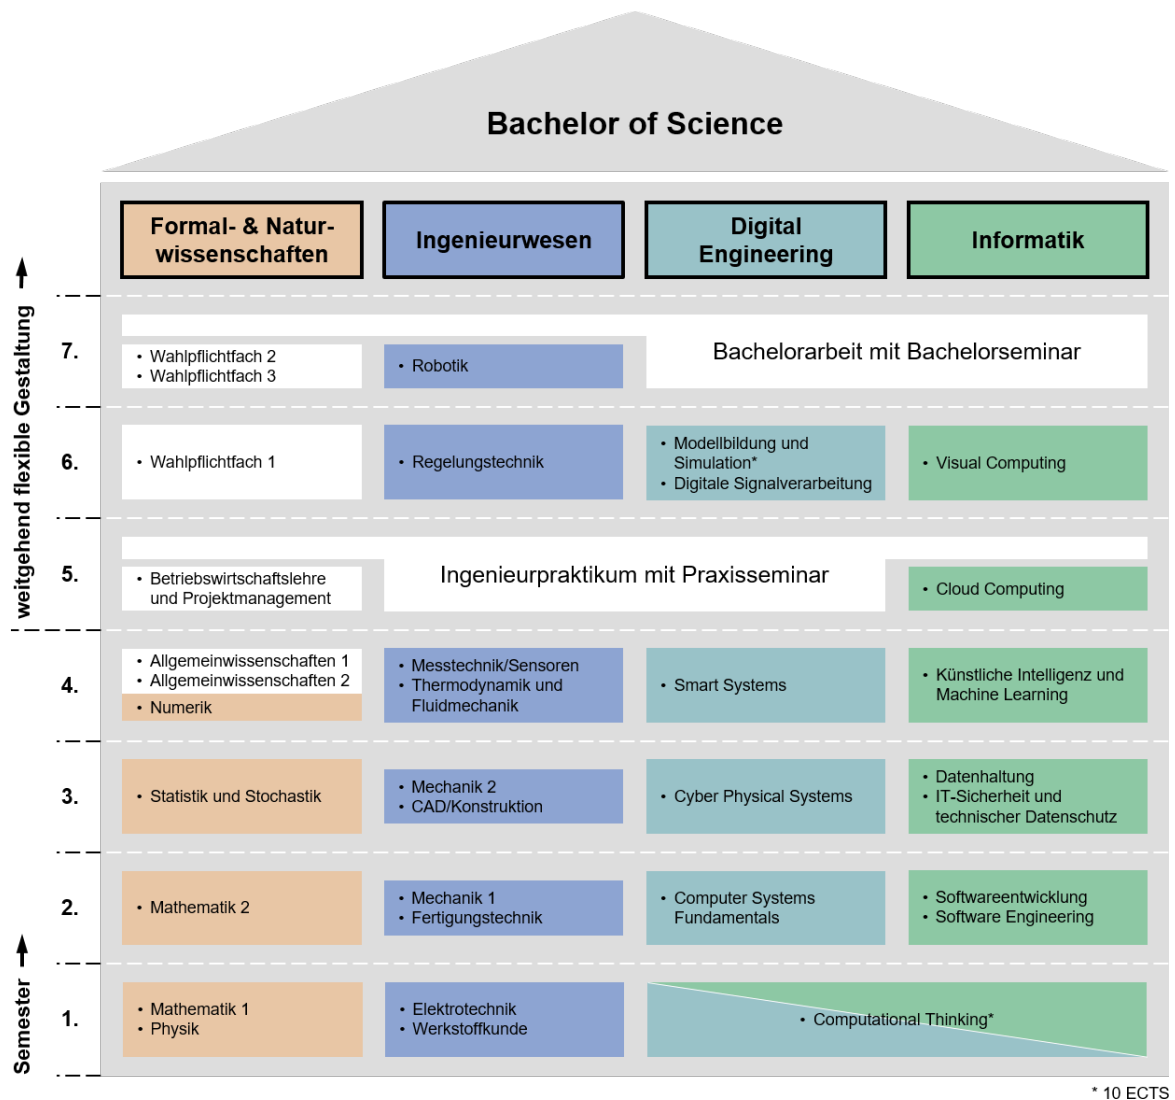 Bachelor of Science
Formal- & Natur-
wissenschaften
Ingenieurwesen
Digital
Engineering
Informatik
weitgehend flexible Gestaltung
7.
• Wahlpflichtfach 2
• Wahlpflichtfach 3
• Robotik
Bachelorarbeit mit Bachelorseminar
6.
• Wahlpflichtfach 1
• Regelungstechnik
• Modellbildung und
Simulation*
• Digitale Signalverarbeitung
• Visual Computing
5.
• Betriebswirtschaftslehre
und Projektmanagement
Ingenieurpraktikum mit Praxisseminar
• Cloud Computing
4.
• Allgemeinwissenschaften 1
• Allgemeinwissenschaften 2
• Numerik
• Messtechnik/Sensoren
• Thermodynamik und
Fluidmechanik
• Smart Systems
• Künstliche Intelligenz und
Machine Learning
3.
• Statistik und Stochastik
• Mechanik 2
• CAD/Konstruktion
• Cyber Physical Systems
• Datenhaltung
• IT-Sicherheit und
technischer Datenschutz
2.
• Mathematik 2
• Mechanik 1
• Fertigungstechnik
• Computer Systems
Fundamentals
• Softwareentwicklung
• Software Engineering
Semester
1.
• Mathematik 1
• Physik
• Elektrotechnik
• Werkstoffkunde
• Computational Thinking*
* 10 ECTS